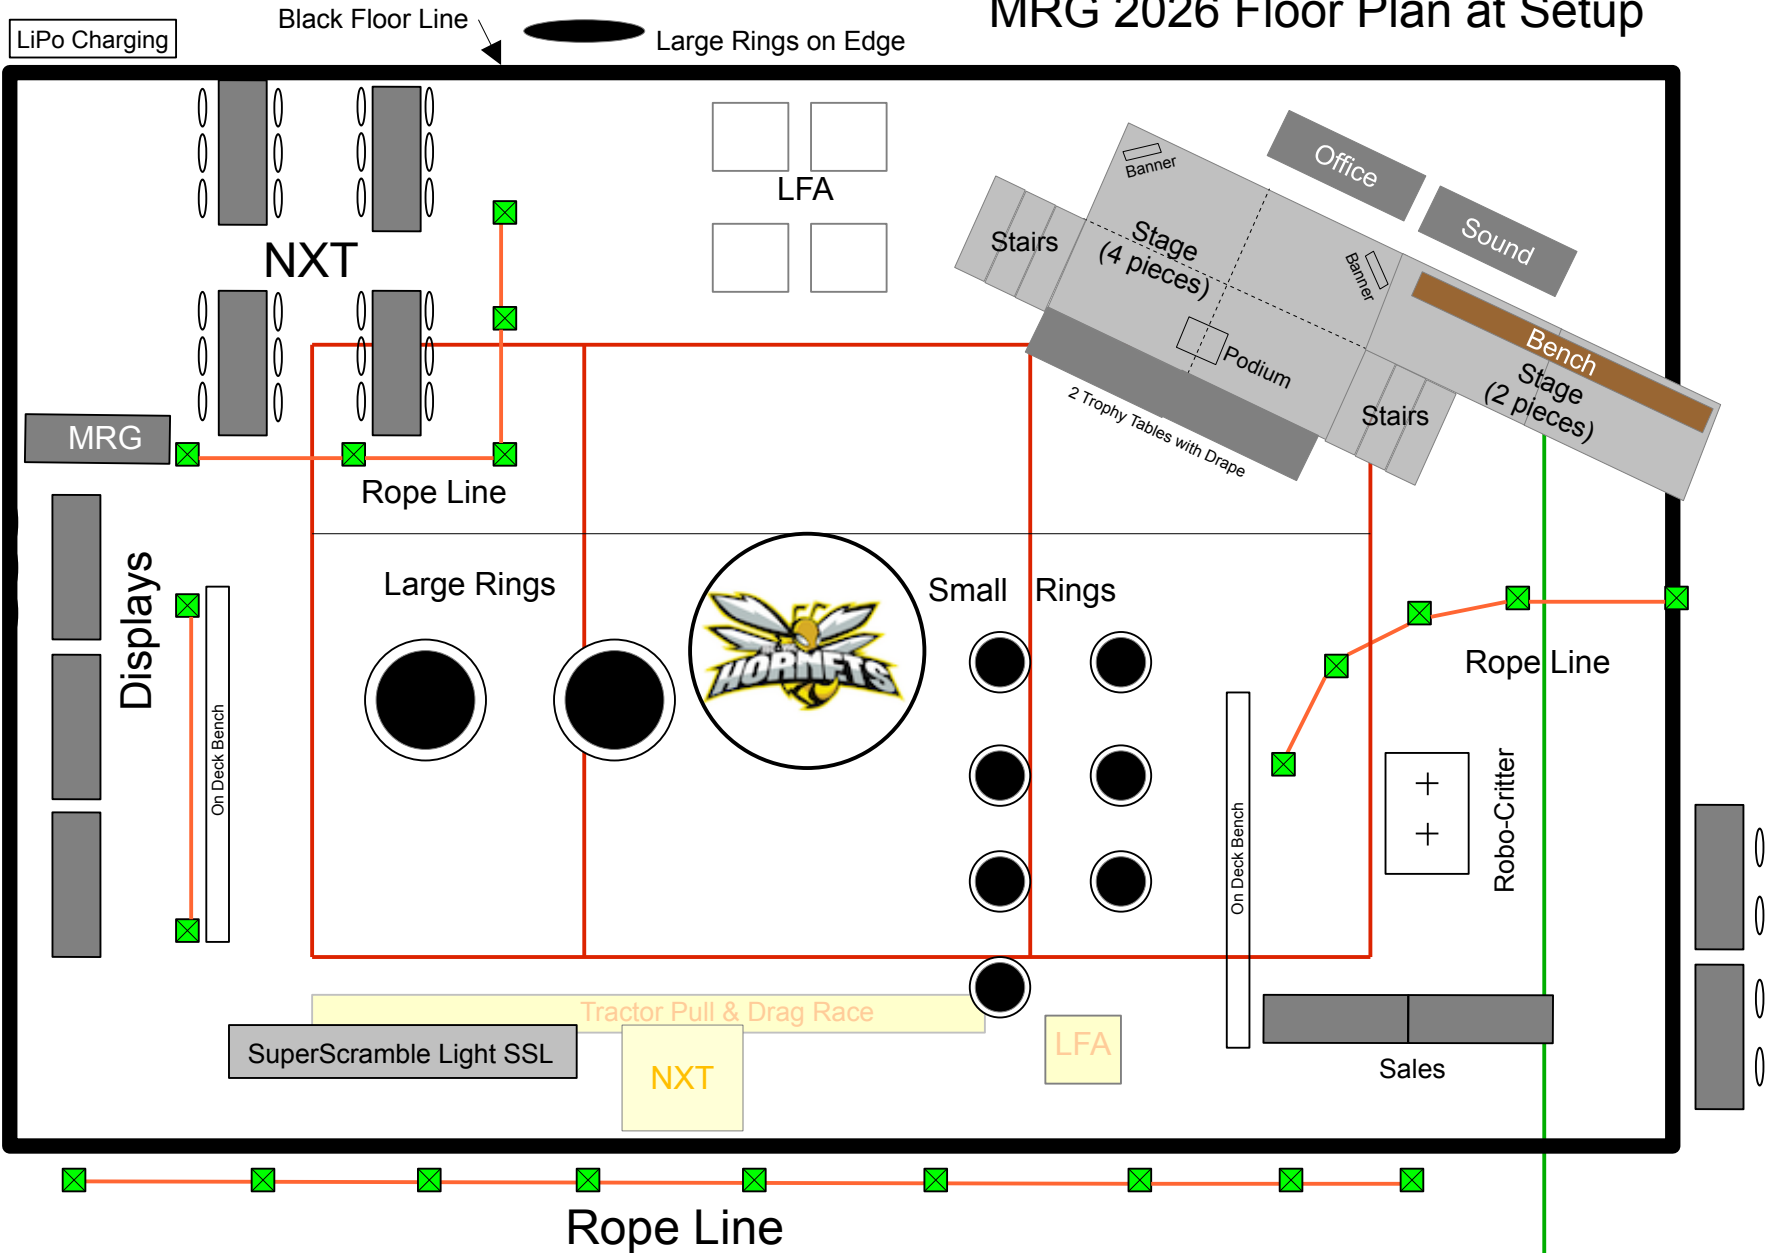 MRG 2026 Floor Plan at Setup
Black Floor Line
LiPo Charging
Large Rings on Edge
Office
Banner
LFA
Sound
Stage
(4 pieces)
Stairs
NXT
Banner
Bench
Podium
Stage
(2 pieces)
2 Trophy Tables with Drape
Stairs
MRG
Rope Line
Displays
Large Rings
Small Rings
HORNETS
Rope Line
On Deck Bench
Robo-Critter
On Deck Bench
Tractor Pull & Drag Race
SuperScramble Light SSL
NXT
LFA
Sales
Rope Line